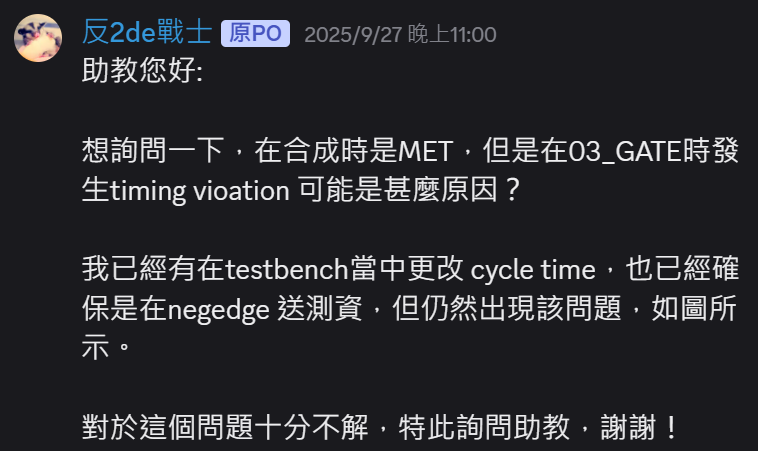 反2de戰士 原PO 2025/9/27 晚上11:00
助教您好:
想詢問一下，在合成時是MET，但是在03_GATE時發
生timing vioation 可能是甚麼原因？
我已經有在testbench當中更改 cycle time，也已經確
保是在negedge 送測資，但仍然出現該問題，如圖所
示。
對於這個問題十分不解，特此詢問助教，謝謝！